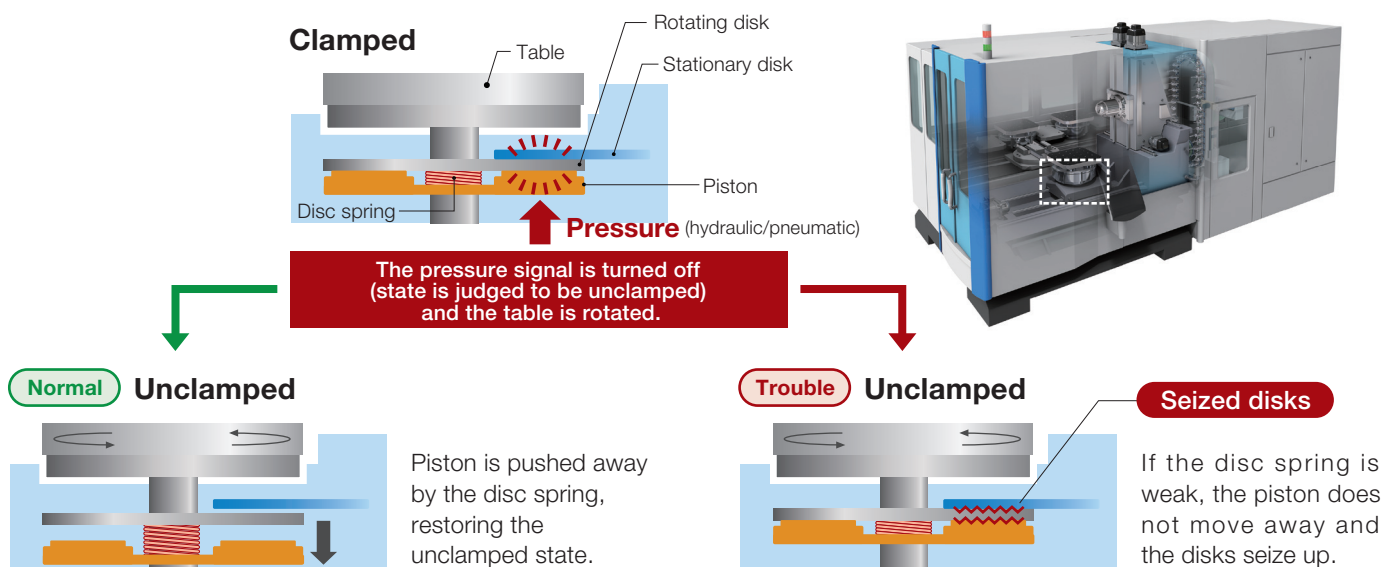 Clamped
Table
Rotating disk
Stationary disk
Piston
Disc spring
Pressure (hydraulic/pneumatic)
The pressure signal is turned off
(state is judged to be unclamped)
and the table is rotated.
Normal Unclamped
Piston is pushed away
by the disc spring,
restoring the
unclamped state.
Trouble Unclamped
Seized disks
If the disc spring is
weak, the piston does
not move away and
the disks seize up.